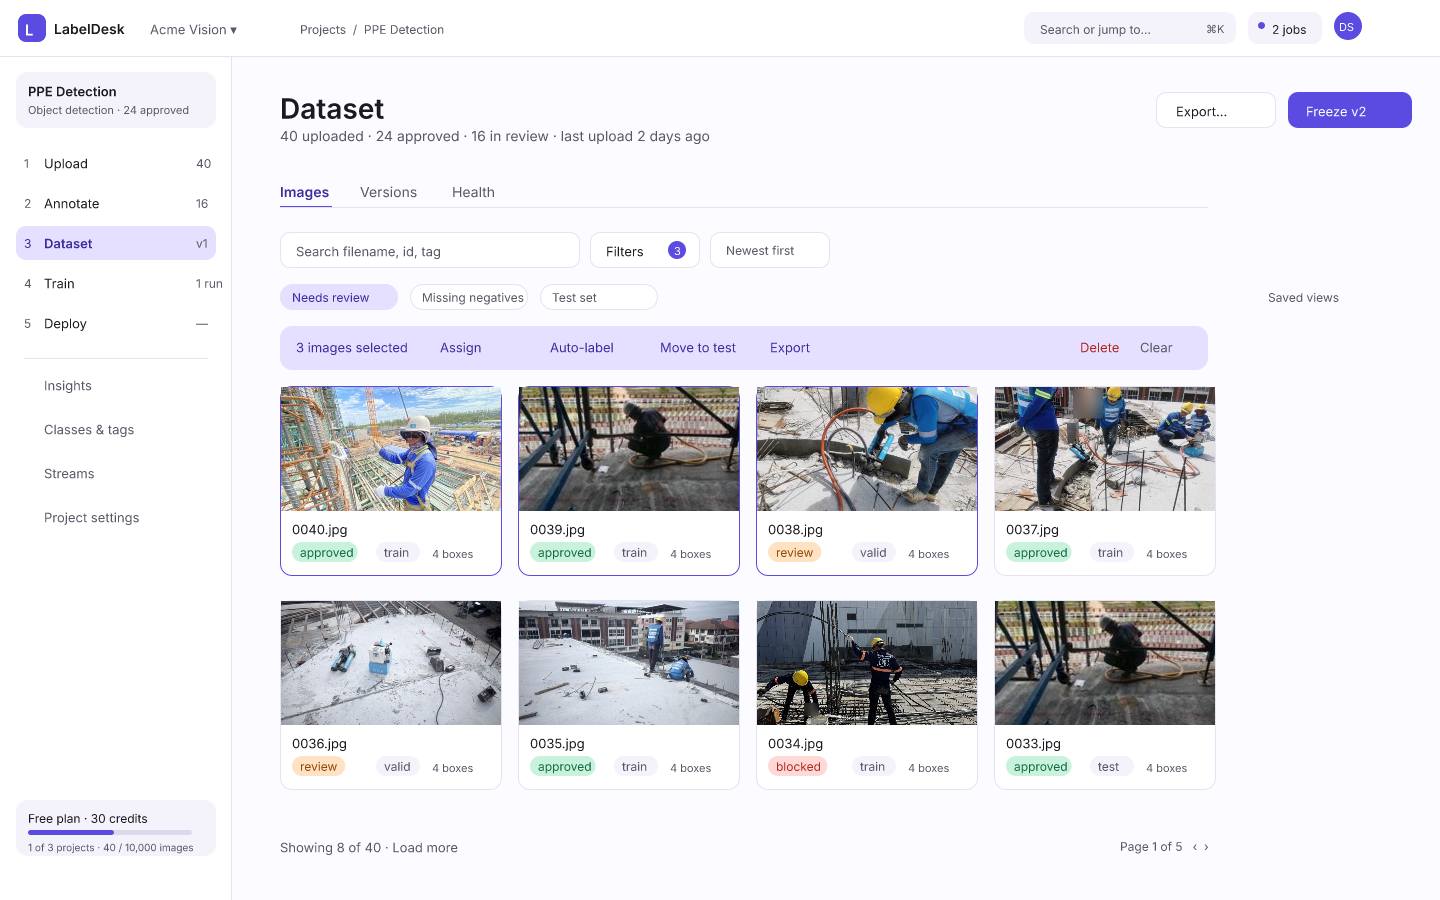 L LabelDesk Acme Vision ▾ Projects / PPE Detection Search or jump to... ⌘K 2 jobs DS
PPE Detection
Object detection · 24 approved
1 Upload 40
2 Annotate 16
3 Dataset v1
4 Train 1 run
5 Deploy —
Insights
Classes & tags
Streams
Project settings
Free plan · 30 credits
1 of 3 projects · 40 / 10,000 images
Dataset
40 uploaded · 24 approved · 16 in review · last upload 2 days ago
Export... Freeze v2
Images Versions Health
Search filename, id, tag Filters 3 Newest first
Needs review Missing negatives Test set Saved views
3 images selected Assign Auto-label Move to test Export Delete Clear
0040.jpg 0039.jpg 0038.jpg 0037.jpg
approved train 4 boxes approved train 4 boxes review valid 4 boxes approved train 4 boxes
0036.jpg 0035.jpg 0034.jpg 0033.jpg
review valid 4 boxes approved train 4 boxes blocked train 4 boxes approved test 4 boxes
Showing 8 of 40 · Load more Page 1 of 5 ‹ ›